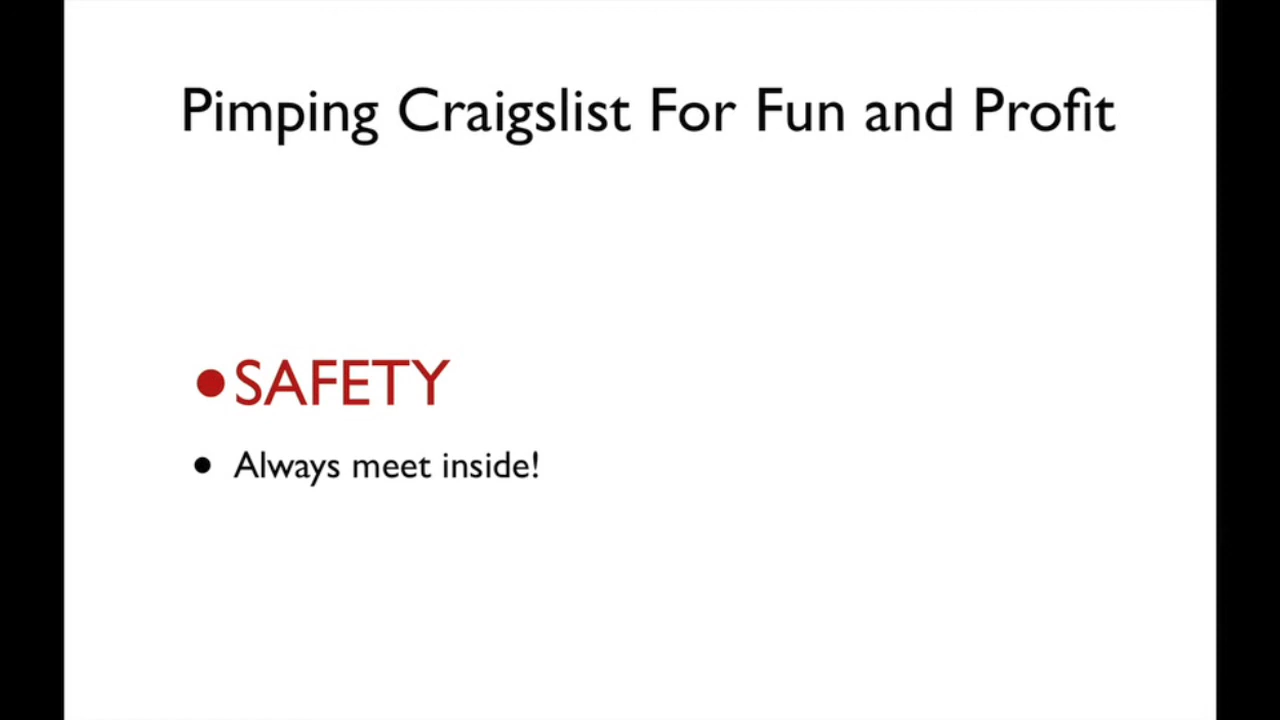 Pimping Craigslist For Fun and Profit
●SAFETY
● Always meet inside!